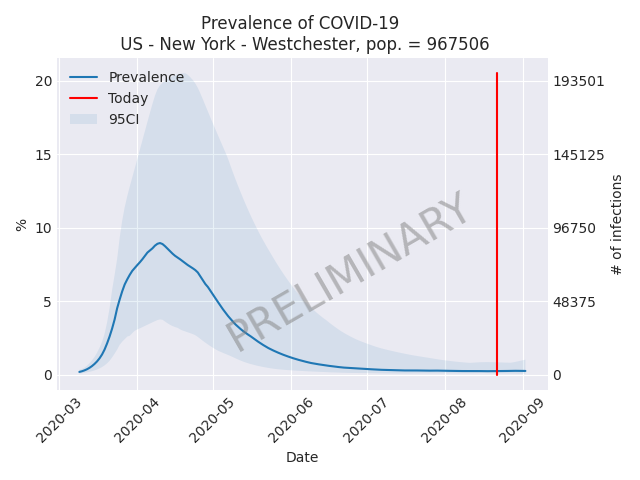 Prevalence of COVID-19
US - New York - Westchester, pop. = 967506
Prevalence
Today
95CI
20
15
10
5
0
%
193501
145125
96750
48375
0
# of infections
PRELIMINARY
2020-03
2020-04
2020-05
2020-06
2020-07
2020-08
2020-09
Date